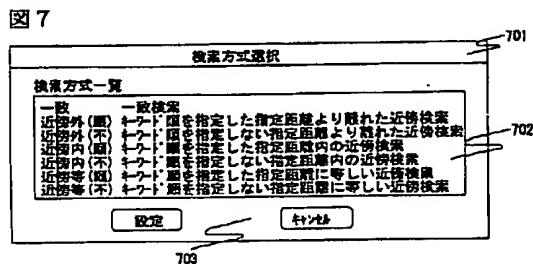 図7
701
検索方式選択
検索方式一覧
一致 一致検索
近傍外(順) キーワード順を指定した指定距離より離れた近傍検索
近傍外(不) キーワード順を指定しない指定距離より離れた近傍検索
近傍内(順) キーワード順を指定した指定距離内の近傍検索
近傍内(不) キーワード順を指定しない指定距離内の近傍検索
近傍等(順) キーワード順を指定した指定距離に等しい近傍検索
近傍等(不) キーワード順を指定しない指定距離に等しい近傍検索
702
設定 キャンセル
703